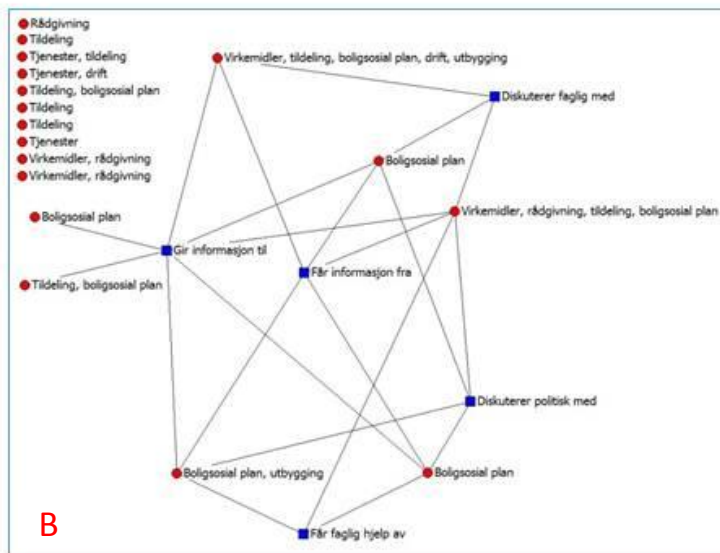 Rådgivning
Tildeling
Tjenester, tildeling
Tjenester, drift
Tildeling, boligsosial plan
Tildeling
Tildeling
Tjenester
Virkemidler, rådgivning
Virkemidler, rådgivning
Virkemidler, tildeling, boligsosial plan, drift, utbygging
Diskuterer faglig med
Boligsosial plan
Virkemidler, rådgivning, tildeling, boligsosial plan
Boligsosial plan
Gir informasjon til
Får informasjon fra
Tildeling, boligsosial plan
Diskuterer politisk med
Boligsosial plan, utbygging
Boligsosial plan
Får faglig hjelp av
B